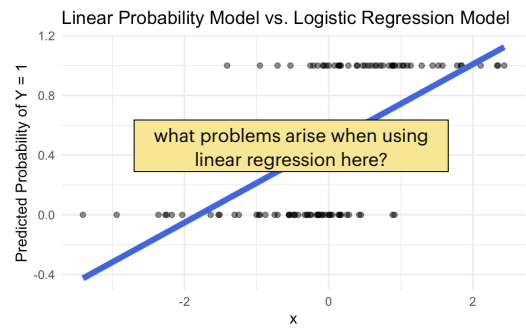 Linear Probability Model vs. Logistic Regression Model
Predicted Probability of Y = 1
1.2
0.8
0.4
0.0
-0.4
what problems arise when using
linear regression here?
-2
0
2
x